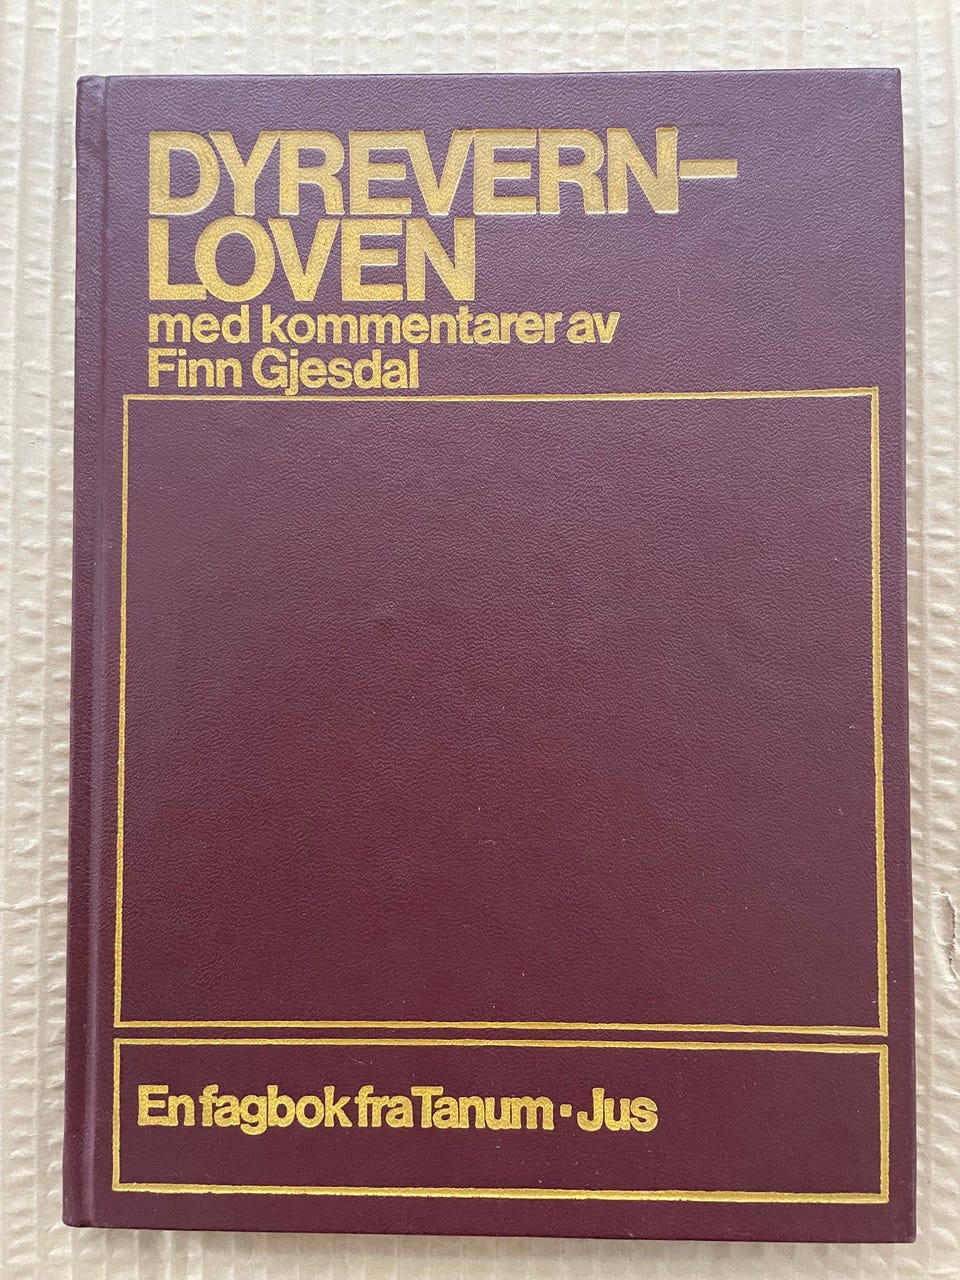 DYREVERN-
LOVEN
med kommentarer av
Finn Gjesdal
En fagbok fra Tanum · Jus